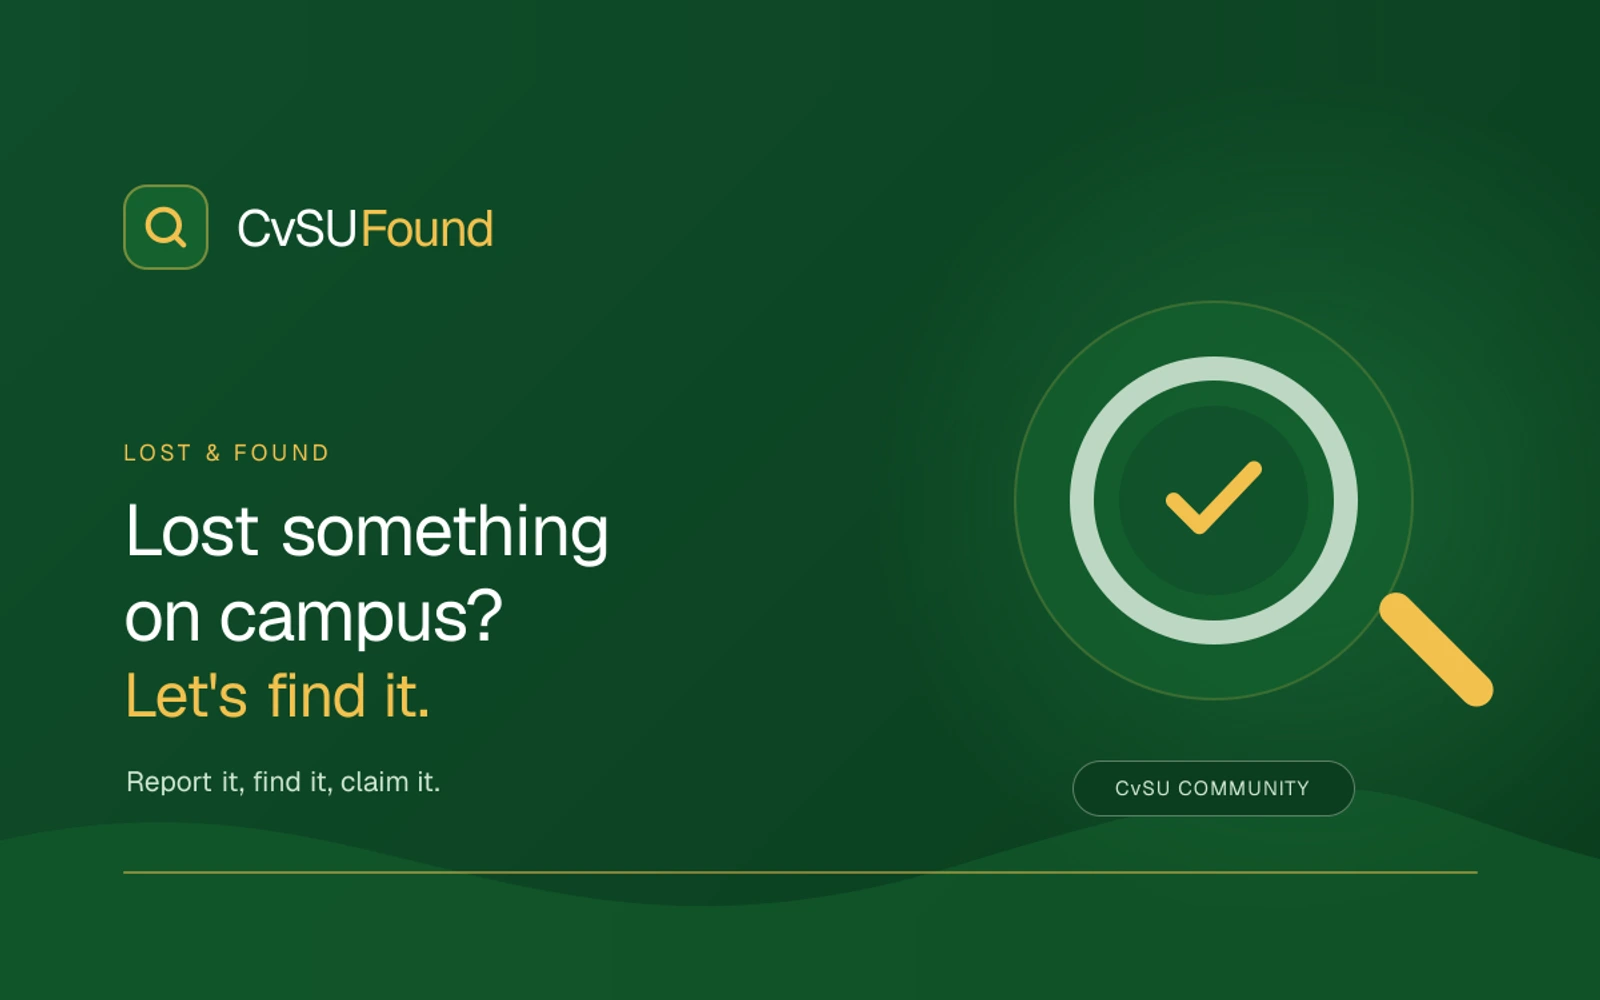 CvSUFound
LOST & FOUND
Lost something
on campus?
Let's find it.
Report it, find it, claim it.
CvSU COMMUNITY